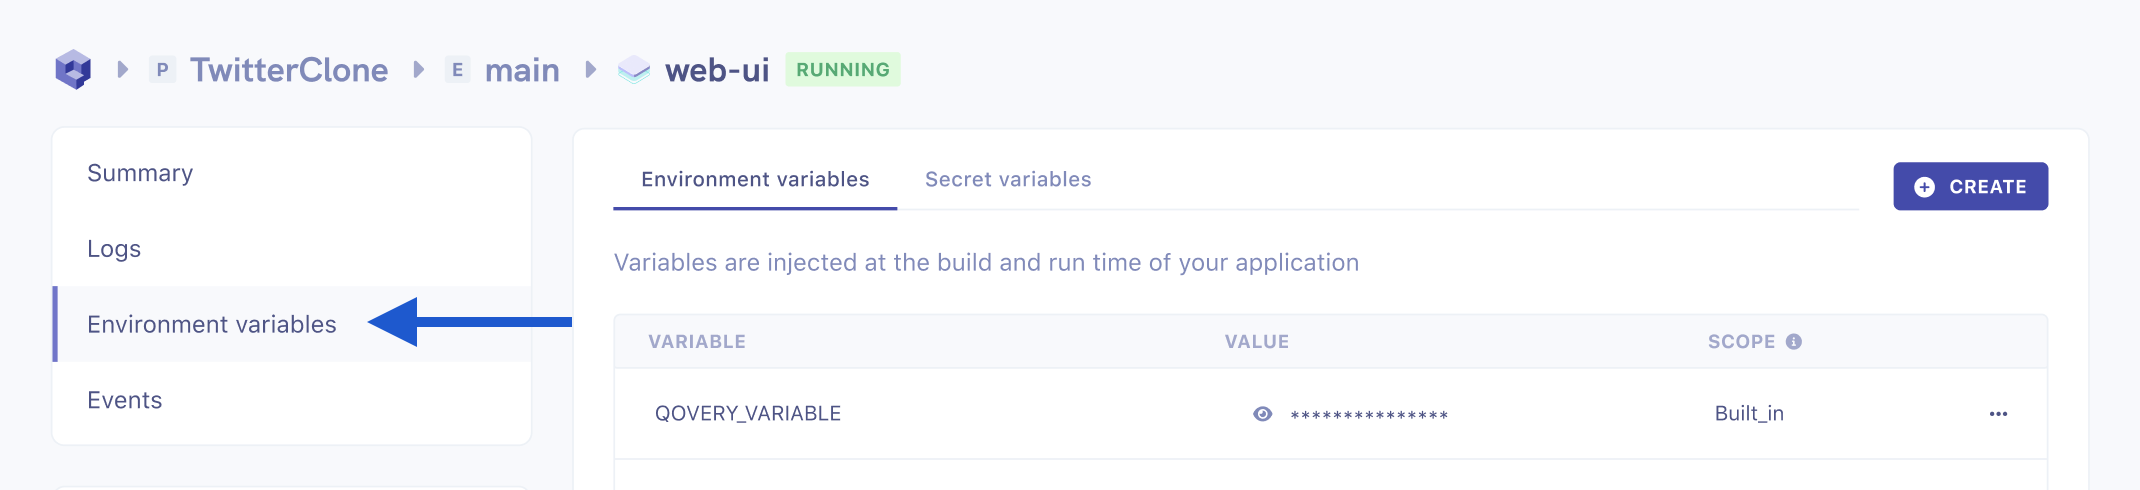 P TwitterClone E main web-ui RUNNING
Summary
Logs
Environment variables
Events
Environment variables Secret variables
CREATE
Variables are injected at the build and run time of your application
VARIABLE VALUE SCOPE
QOVERY_VARIABLE *************** Built_in